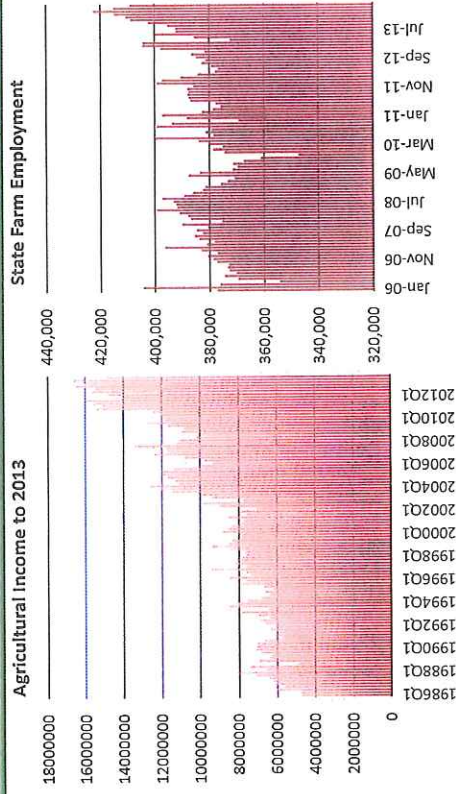 Agricultural Income to 2013
18000000
16000000
14000000
12000000
10000000
8000000
6000000
4000000
2000000
0
1986Q1
1988Q1
1990Q1
1992Q1
1994Q1
1996Q1
1998Q1
2000Q1
2002Q1
2004Q1
2006Q1
2008Q1
2010Q1
2012Q1
State Farm Employment
440,000
420,000
400,000
380,000
360,000
340,000
320,000
Jan-06
Nov-06
Sep-07
Jul-08
May-09
Mar-10
Jan-11
Nov-11
Sep-12
Jul-13